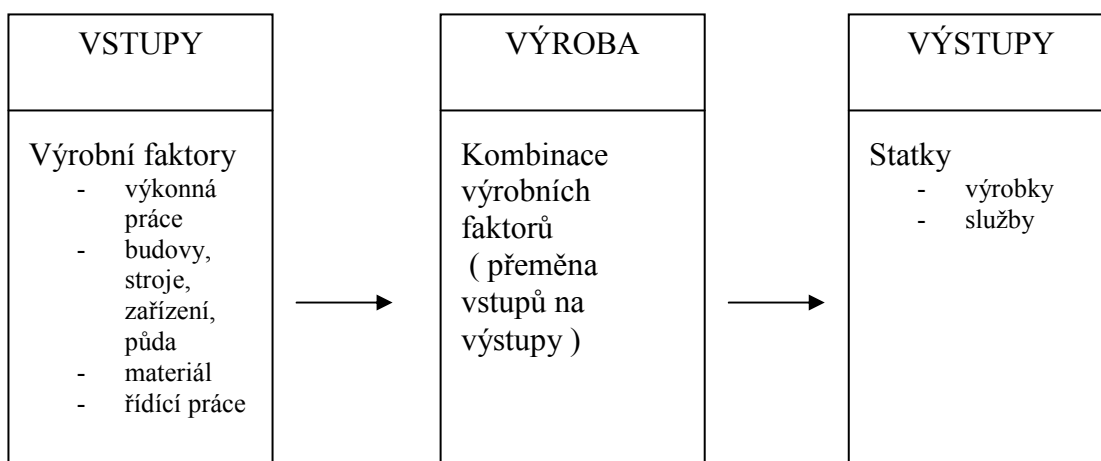 VSTUPY
Výrobní faktory
- výkonná
práce
- budovy,
stroje,
zařízení,
půda
- materiál
- řídící práce
VÝROBA
Kombinace
výrobních
faktorů
( přeměna
vstupů na
výstupy )
VÝSTUPY
Statky
- výrobky
- služby